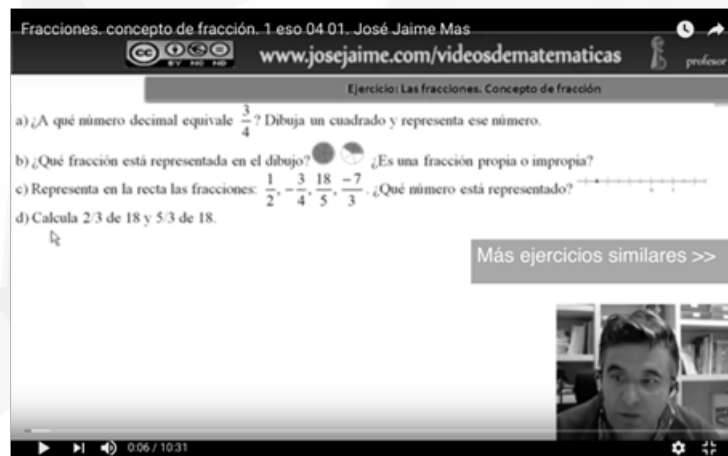 Fracciones. concepto de fracción. 1 eso 04 01. José Jaime Mas
cc BY NC ND www.josejaime.com/videosdematematicas profesor
Ejercicio: Las fracciones. Concepto de fracción
a) ¿A qué número decimal equivale 3/4? Dibuja un cuadrado y representa ese número.
b) ¿Qué fracción está representada en el dibujo? ¿Es una fracción propia o impropia?
c) Representa en la recta las fracciones: 1/2, -3/4, 18/5, -7/3. ¿Qué número está representado?
d) Calcula 2/3 de 18 y 5/3 de 18.
Más ejercicios similares >>
0:06 / 10:31